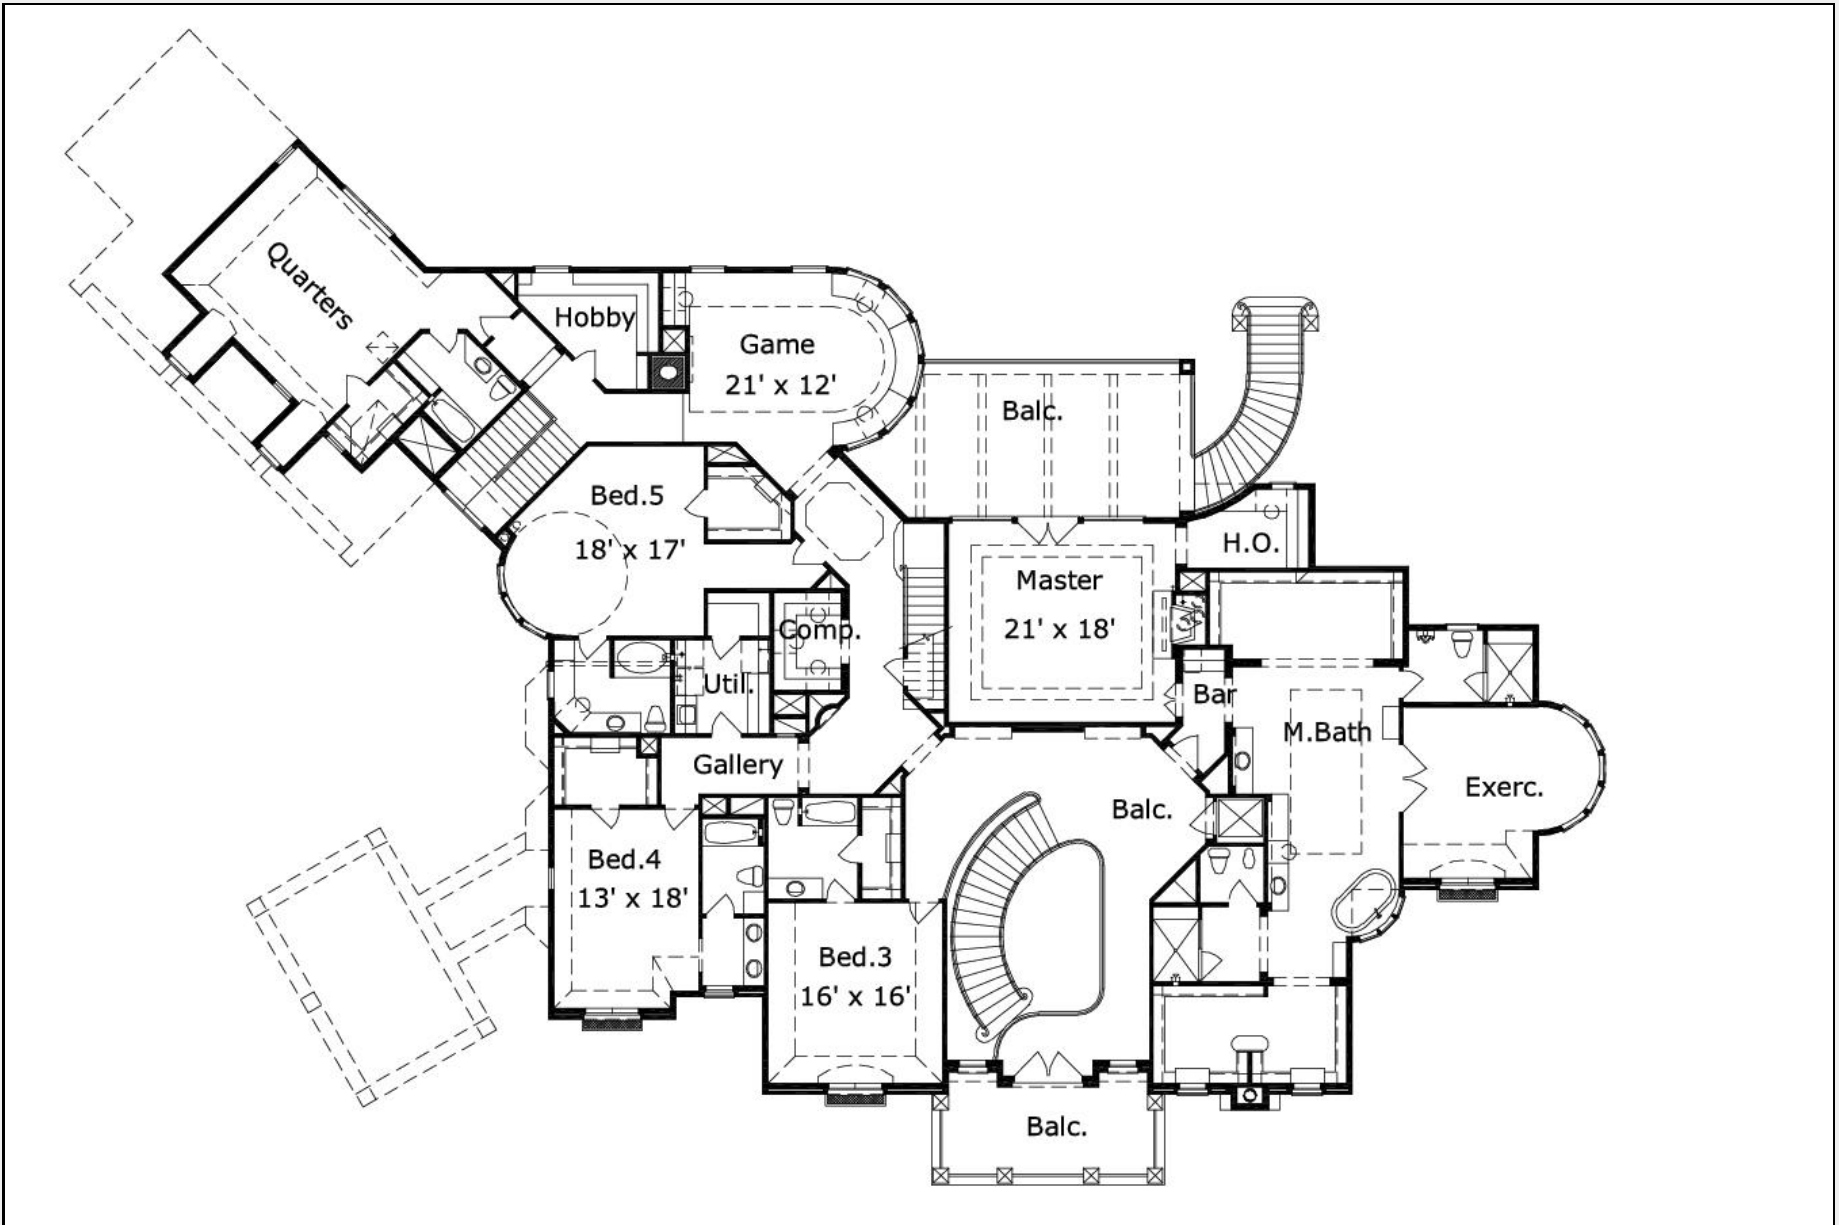 Quarters
Hobby
Game
21' x 12'
Balc.
Bed.5
18' x 17'
H.O.
Master
21' x 18'
Comp.
Util.
Bar
M.Bath
Gallery
Exerc.
Balc.
Bed.4
13' x 18'
Bed.3
16' x 16'
Balc.